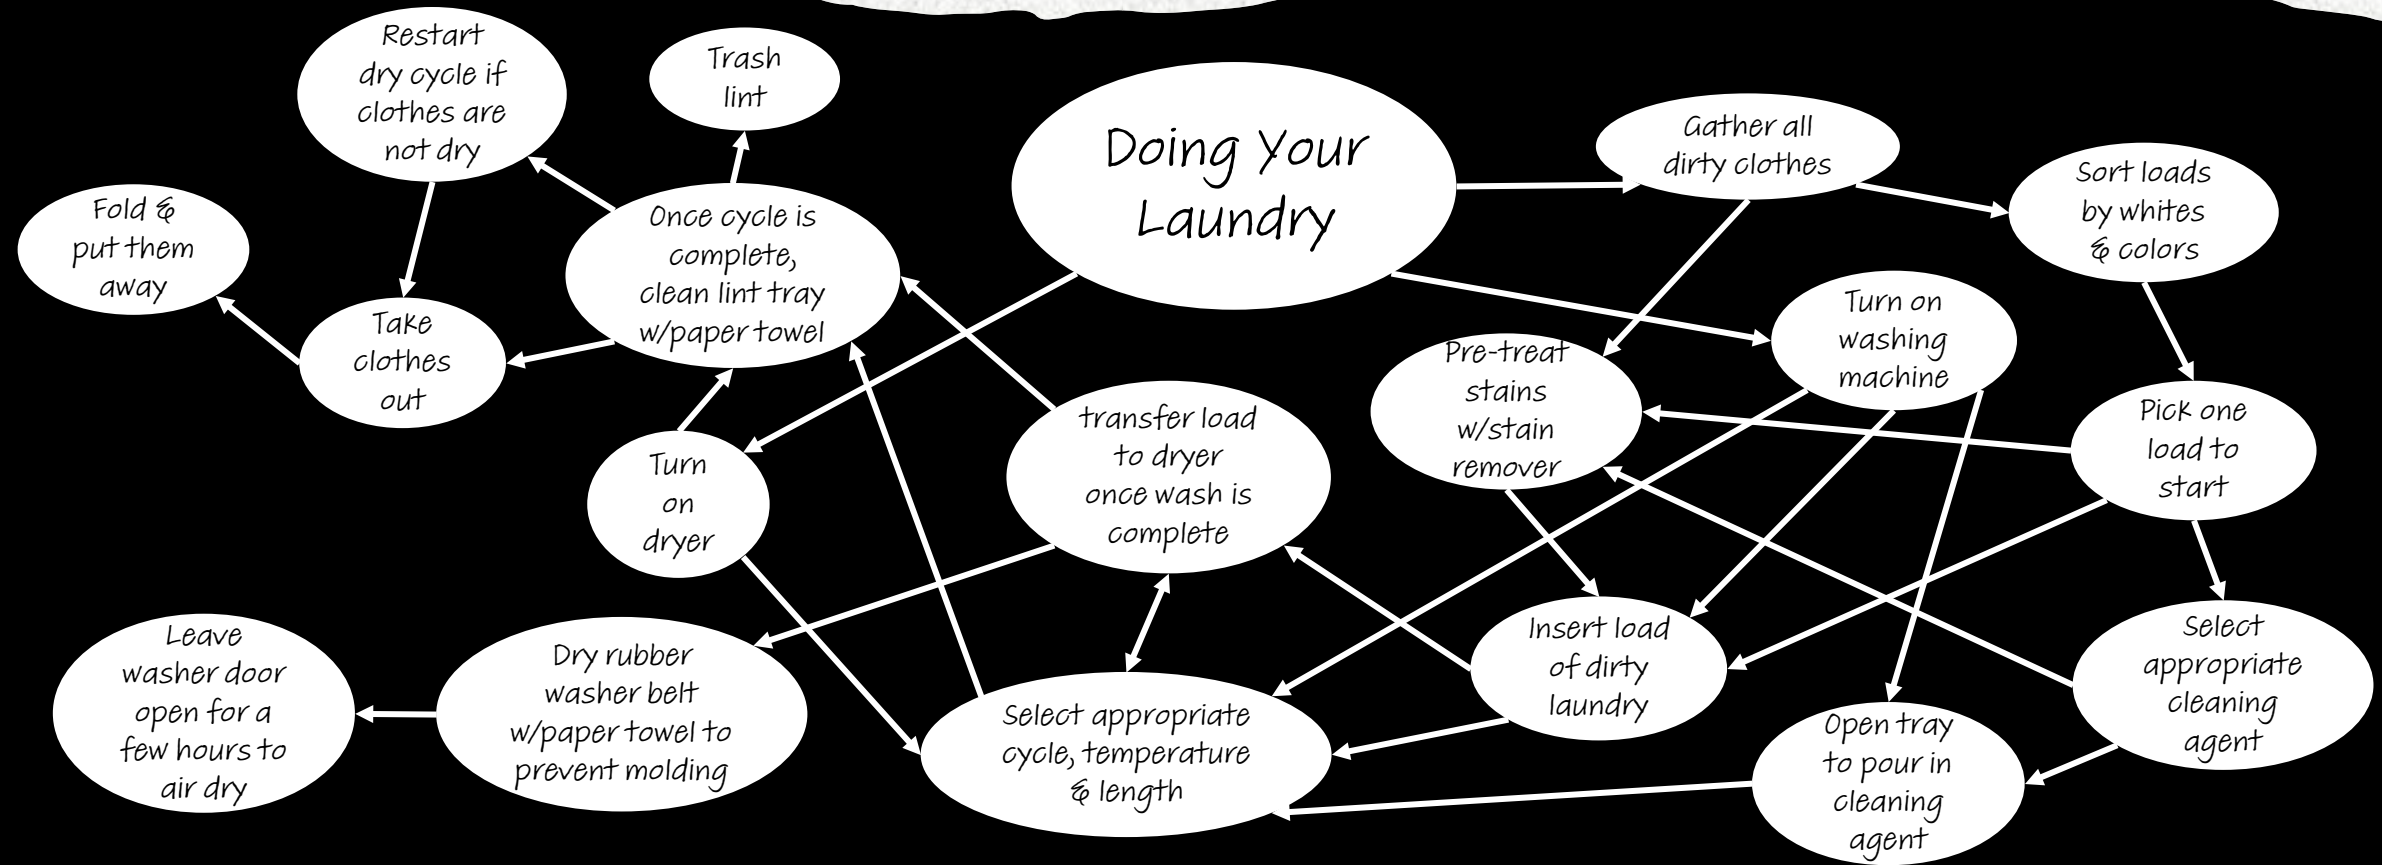 Restart
dry cycle if
clothes are
not dry
Trash
lint
Doing Your
Laundry
Gather all
dirty clothes
Sort loads
by whites
& colors
Fold &
put them
away
Once cycle is
complete,
clean lint tray
w/paper towel
Turn on
washing
machine
Take
clothes
out
Pre-treat
stains
w/stain
remover
Pick one
load to
start
transfer load
to dryer
once wash is
complete
Turn
on
dryer
Leave
washer door
open for a
few hours to
air dry
Dry rubber
washer belt
w/paper towel to
prevent molding
Select appropriate
cycle, temperature
& length
Insert load
of dirty
laundry
Open tray
to pour in
cleaning
agent
Select
appropriate
cleaning
agent